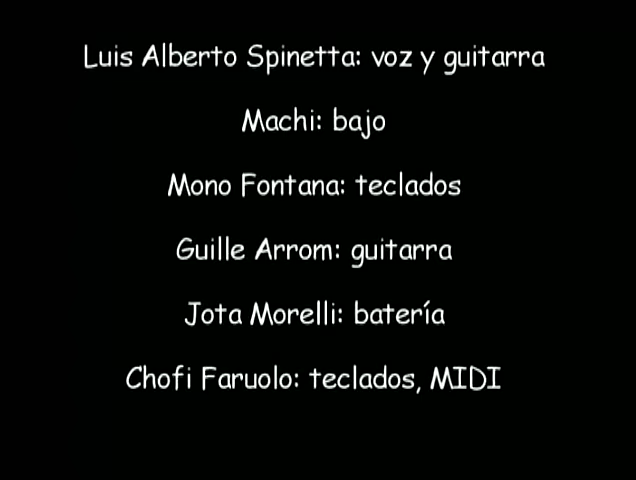 Luis Alberto Spinetta: voz y guitarra
Machi: bajo
Mono Fontana: teclados
Guille Arrom: guitarra
Jota Morelli: batería
Chofi Faruolo: teclados, MIDI